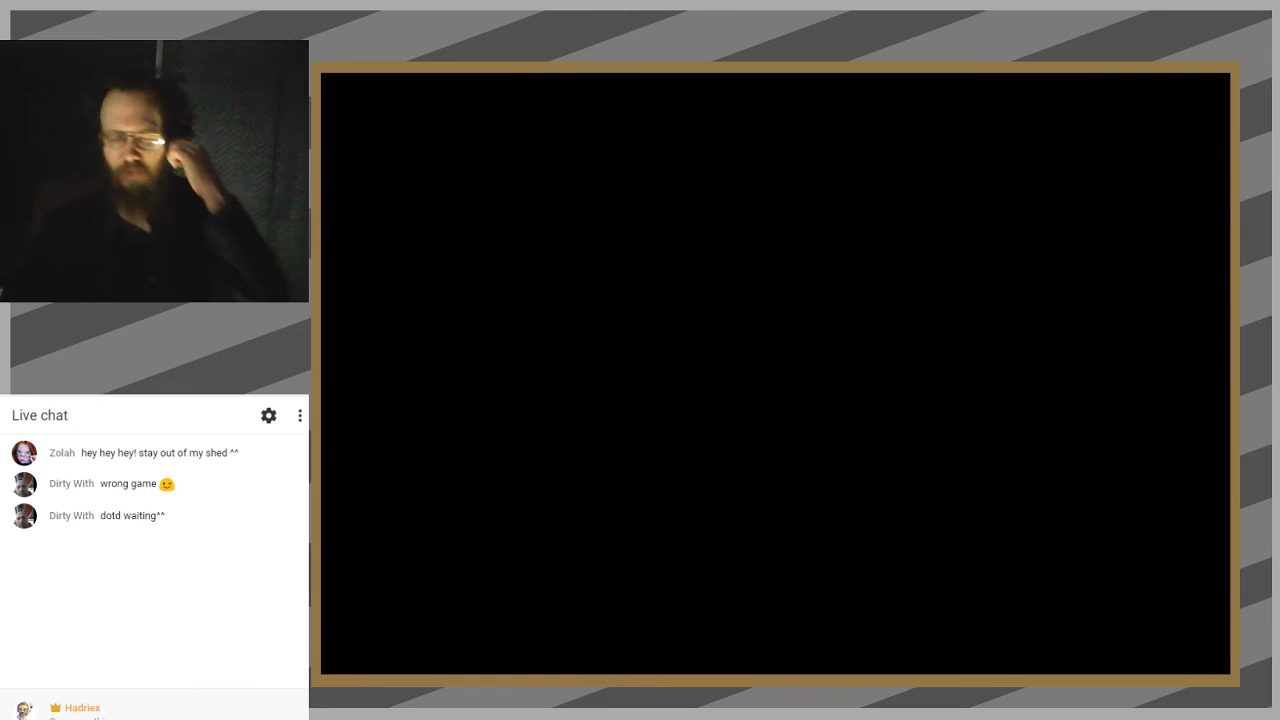 Live chat
Zolah hey hey hey! stay out of my shed ^^
Dirty With wrong game
Dirty With dotd waiting^^
Hadriex